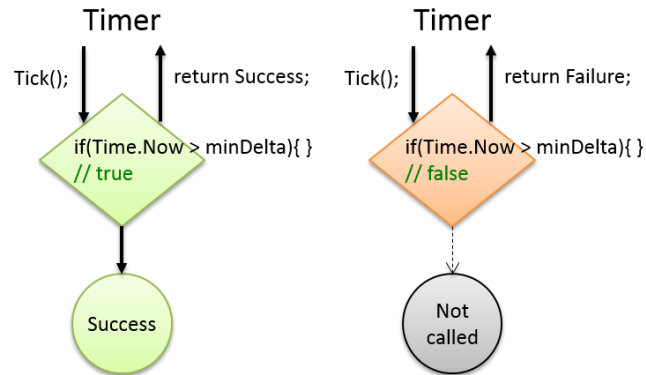 Timer
Tick();
return Success;
if(Time.Now > minDelta){ }
// true
Success
Timer
Tick();
return Failure;
if(Time.Now > minDelta){ }
// false
Not
called